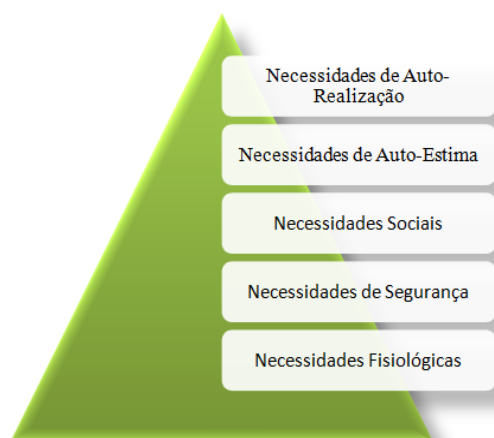 Necessidades de Auto-
Realização
Necessidades de Auto-Estima
Necessidades Sociais
Necessidades de Segurança
Necessidades Fisiológicas